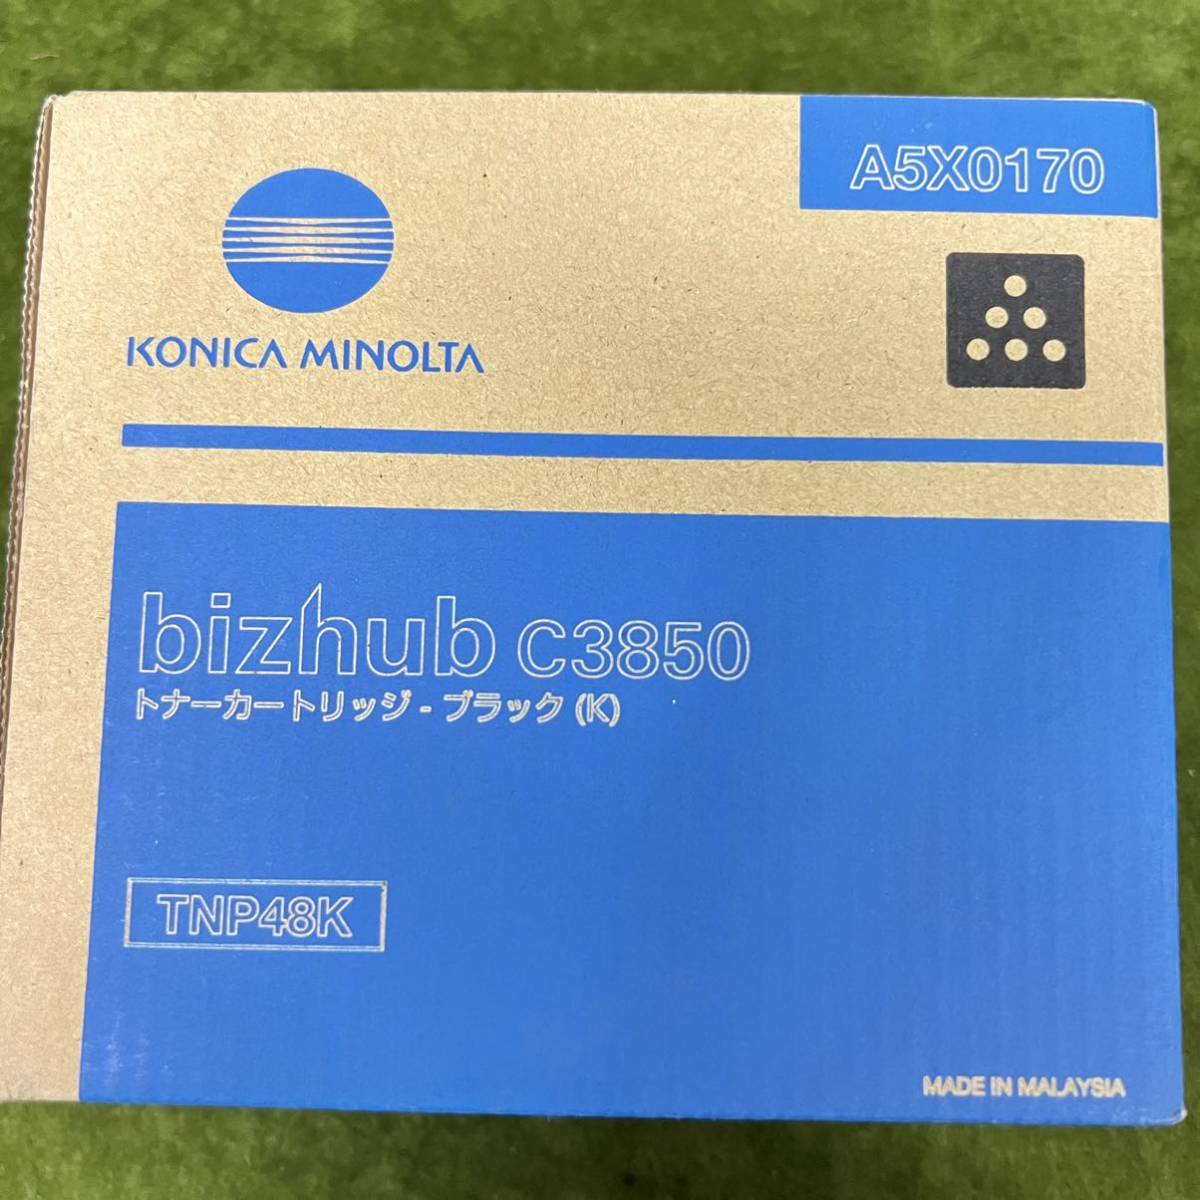 A5X0170
KONICA MINOLTA
bizhub C3850
トナーカートリッジ - ブラック (K)
TNP48K
MADE IN MALAYSIA